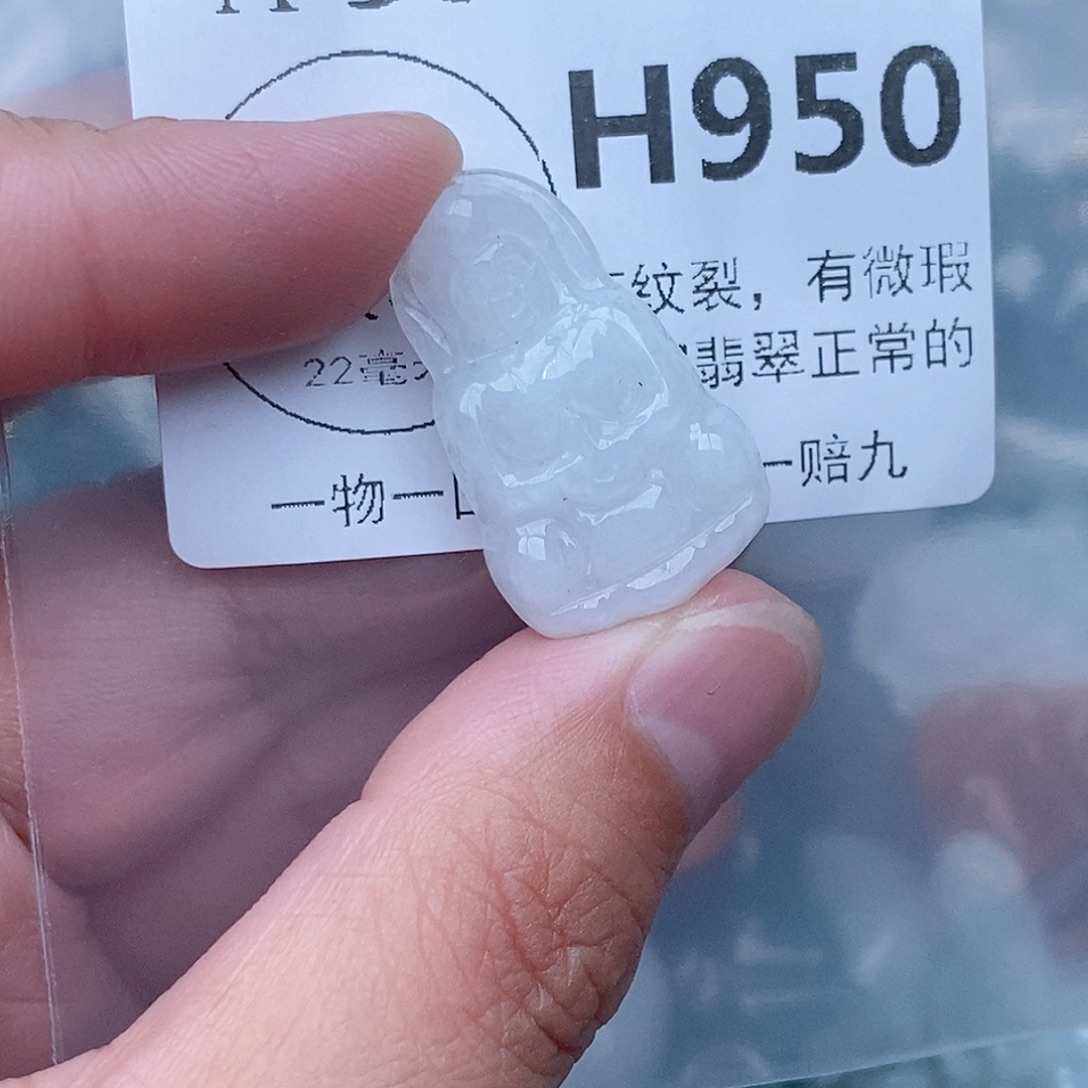 H950
纹裂，有微瑕
22毫
翡翠正常的
一物一
一赔九